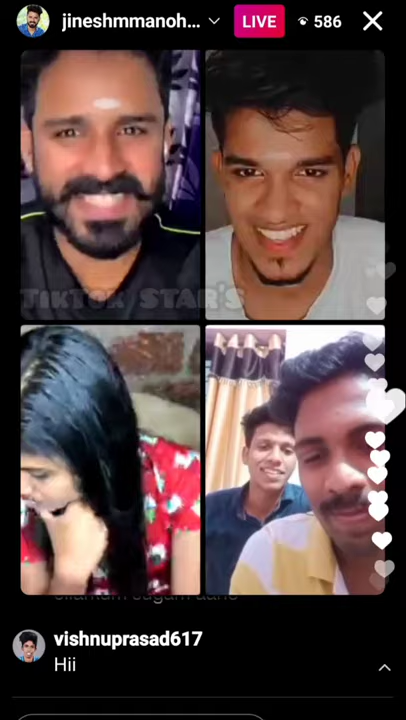 jineshmmanoh...
LIVE
586
TIKTOK STAR'S
vishnuprasad617
Hii